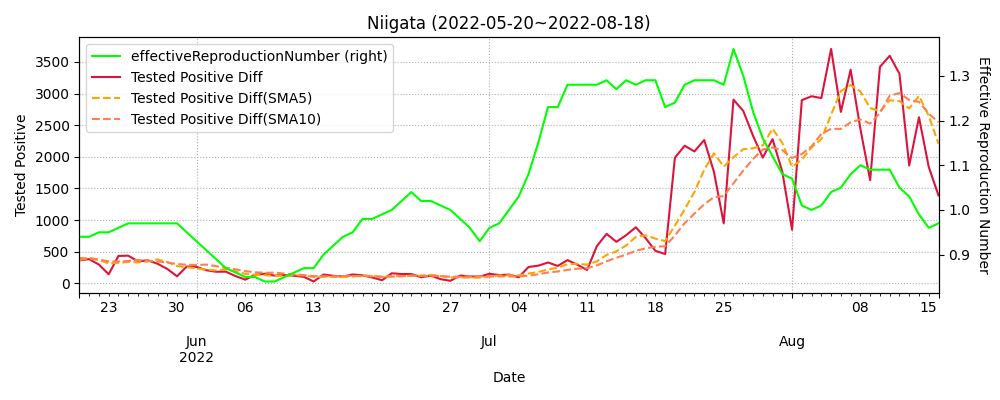 Niigata (2022-05-20~2022-08-18)
effectiveReproductionNumber (right)
Tested Positive Diff
Tested Positive Diff(SMA5)
Tested Positive Diff(SMA10)
Tested Positive
3500
3000
2500
2000
1500
1000
500
0
1.3
1.2
1.1
1.0
0.9
Effective Reproduction Number
23 30 06 13 20 27 04 11 18 25 08 15
Jun Jul Aug
2022
Date